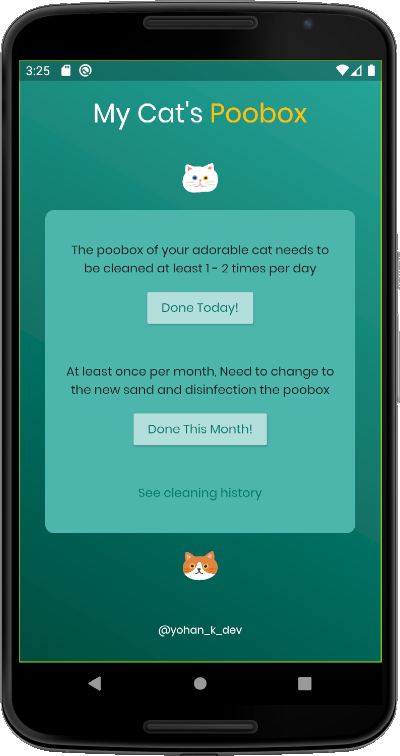 3:25
My Cat's Poobox
The poobox of your adorable cat needs to
be cleaned at least 1 - 2 times per day
Done Today!
At least once per month, Need to change to
the new sand and disinfection the poobox
Done This Month!
See cleaning history
@yohan_k_dev